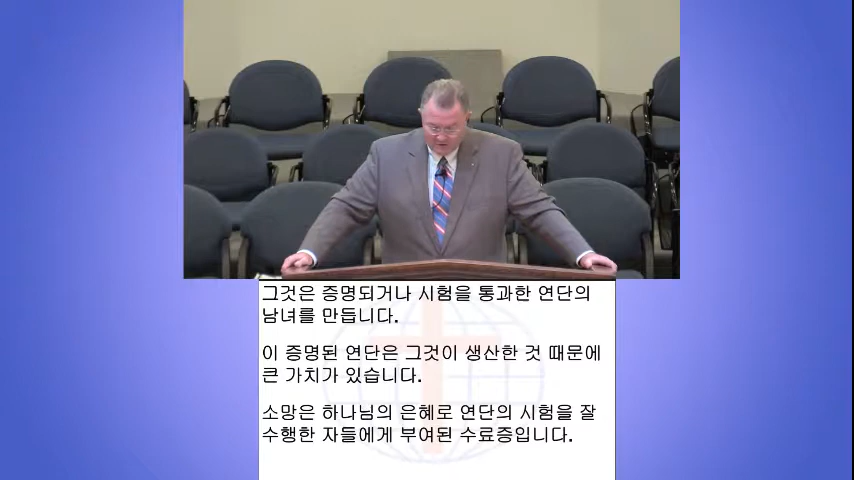 그것은 증명되거나 시험을 통과한 연단의
남녀를 만듭니다.
이 증명된 연단은 그것이 생산한 것 때문에
큰 가치가 있습니다.
소망은 하나님의 은혜로 연단의 시험을 잘
수행한 자들에게 부여된 수료증입니다.